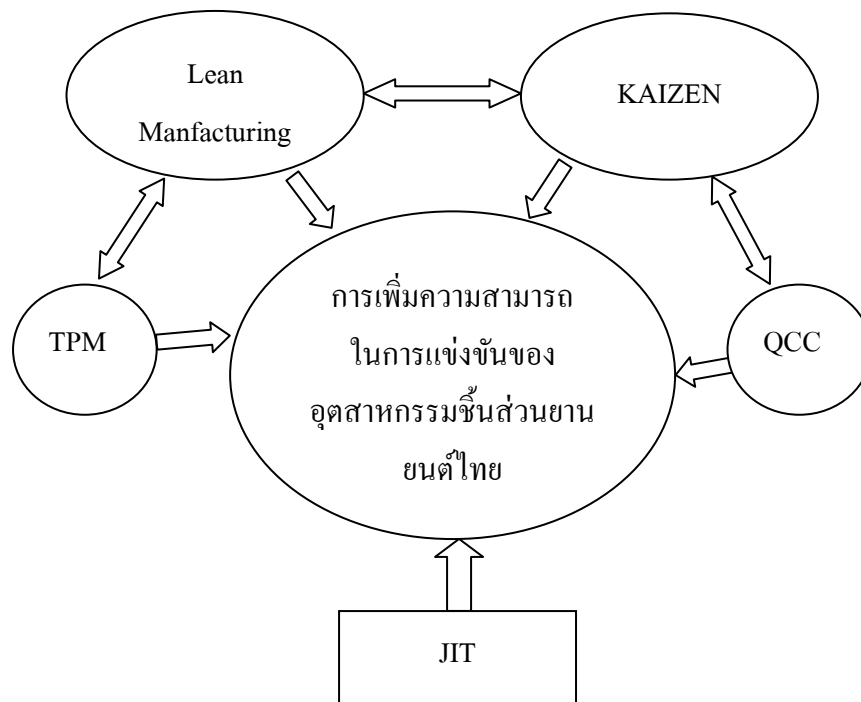 Lean
Manfacturing
KAIZEN
TPM
การเพิ่มความสามารถ
ในการแข่งขันของ
อุตสาหกรรมชิ้นส่วนยาน
ยนต์ไทย
QCC
JIT